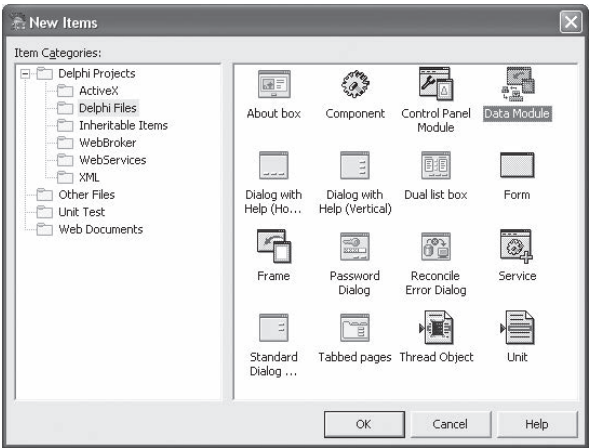 New Items
Item Categories:
Delphi Projects
ActiveX
Delphi Files
Inheritable Items
WebBroker
WebServices
XML
Other Files
Unit Test
Web Documents
About box
Component
Control Panel
Module
Data Module
Dialog with
Help (Ho...
Dialog with
Help (Vertical)
Dual list box
Form
Frame
Password
Dialog
Reconcile
Error Dialog
Service
Standard
Dialog ...
Tabbed pages
Thread Object
Unit
OK
Cancel
Help